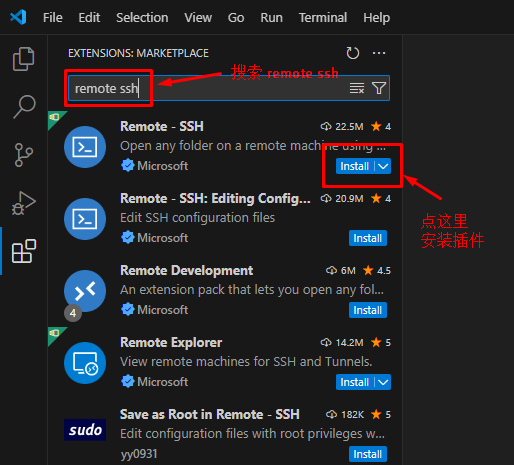 File Edit Selection View Go Run Terminal Help
EXTENSIONS: MARKETPLACE
remote ssh
搜索 remote ssh
Remote - SSH 22.5M 4
Open any folder on a remote machine using ...
Microsoft Install
Remote - SSH: Editing Config... 20.9M 4
Edit SSH configuration files
Microsoft Install
点这里
安装插件
Remote Development 6M 4.5
An extension pack that lets you open any fol...
4 Microsoft Install
Remote Explorer 14.2M 5
View remote machines for SSH and Tunnels.
Microsoft Install
sudo
Save as Root in Remote - SSH 182K 5
Edit configuration files with root privileges w...
yy0931 Install